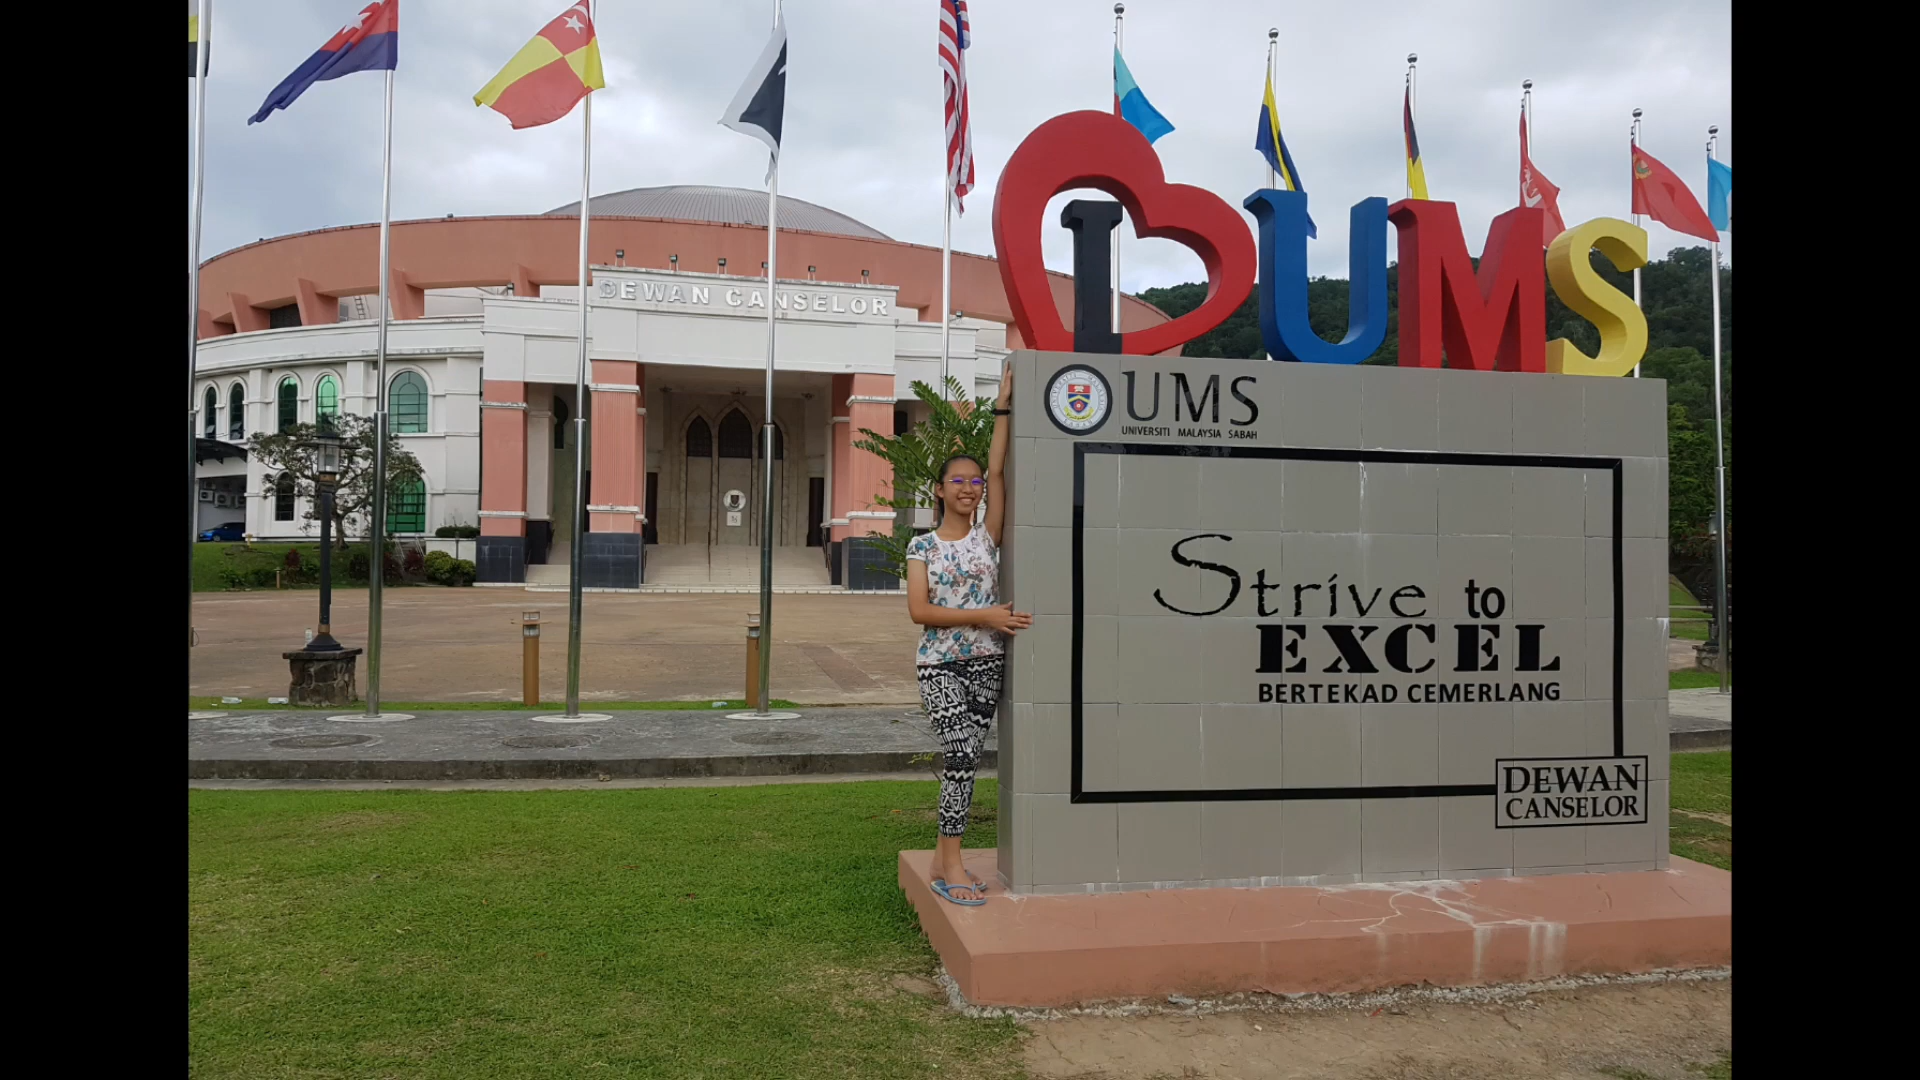 DEWAN CANSELOR
I UMS
UMS
UNIVERSITI MALAYSIA SABAH
Strive to
EXCEL
BERTEKAD CEMERLANG
DEWAN
CANSELOR